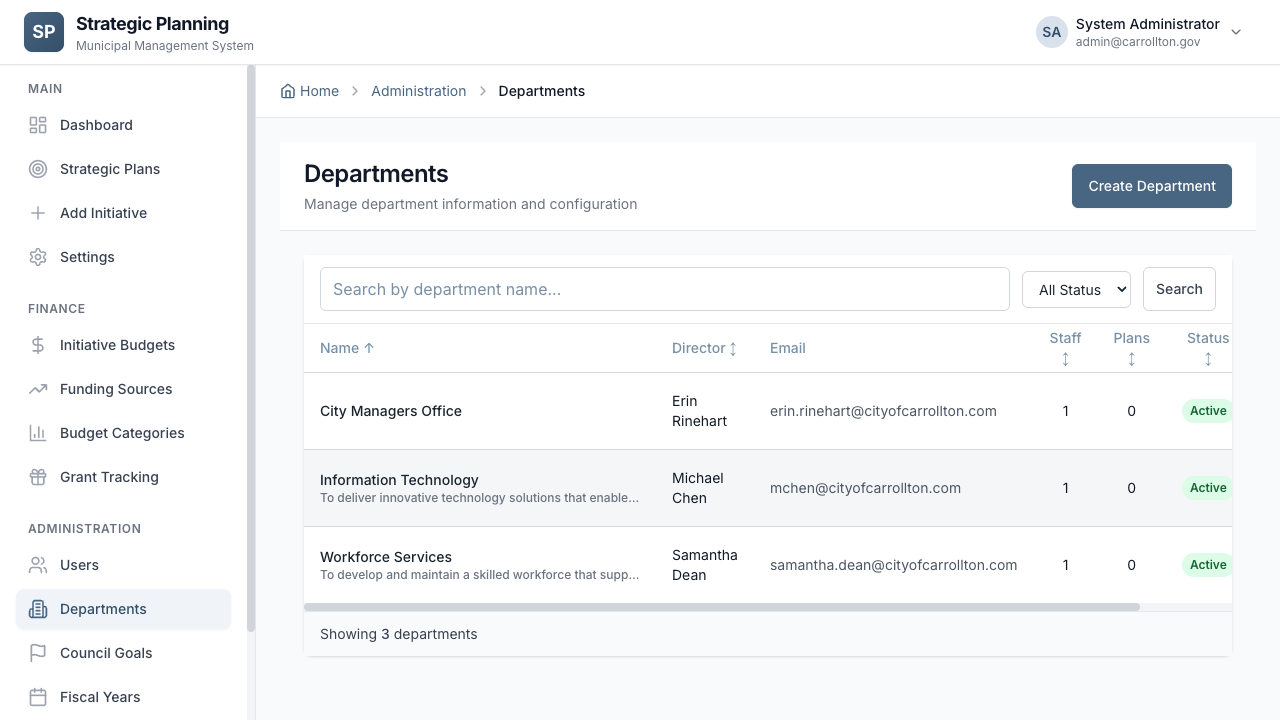 SP
Strategic Planning
Municipal Management System
SA
System Administrator
admin@carrollton.gov
MAIN
Dashboard
Strategic Plans
Add Initiative
Settings
FINANCE
Initiative Budgets
Funding Sources
Budget Categories
Grant Tracking
ADMINISTRATION
Users
Departments
Council Goals
Fiscal Years
Home > Administration > Departments
Departments
Manage department information and configuration
Create Department
Search by department name...
All Status
Search
Name ↑ Director ↕ Email Staff ↕ Plans ↕ Status ↕
City Managers Office
Erin
Rinehart
erin.rinehart@cityofcarrollton.com
1
0
Active
Information Technology
To deliver innovative technology solutions that enable...
Michael
Chen
mchen@cityofcarrollton.com
1
0
Active
Workforce Services
To develop and maintain a skilled workforce that supp...
Samantha
Dean
samantha.dean@cityofcarrollton.com
1
0
Active
Showing 3 departments